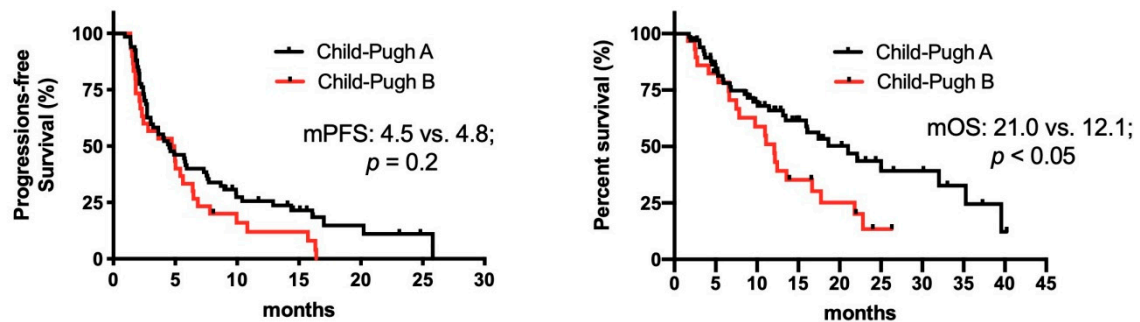 Progressions-free
Survival (%)
100
75
50
25
0
0 5 10 15 20 25 30
months
Child-Pugh A
Child-Pugh B
mPFS: 4.5 vs. 4.8;
p = 0.2
Percent survival (%)
100
75
50
25
0
0 5 10 15 20 25 30 35 40 45
months
Child-Pugh A
Child-Pugh B
mOS: 21.0 vs. 12.1;
p < 0.05